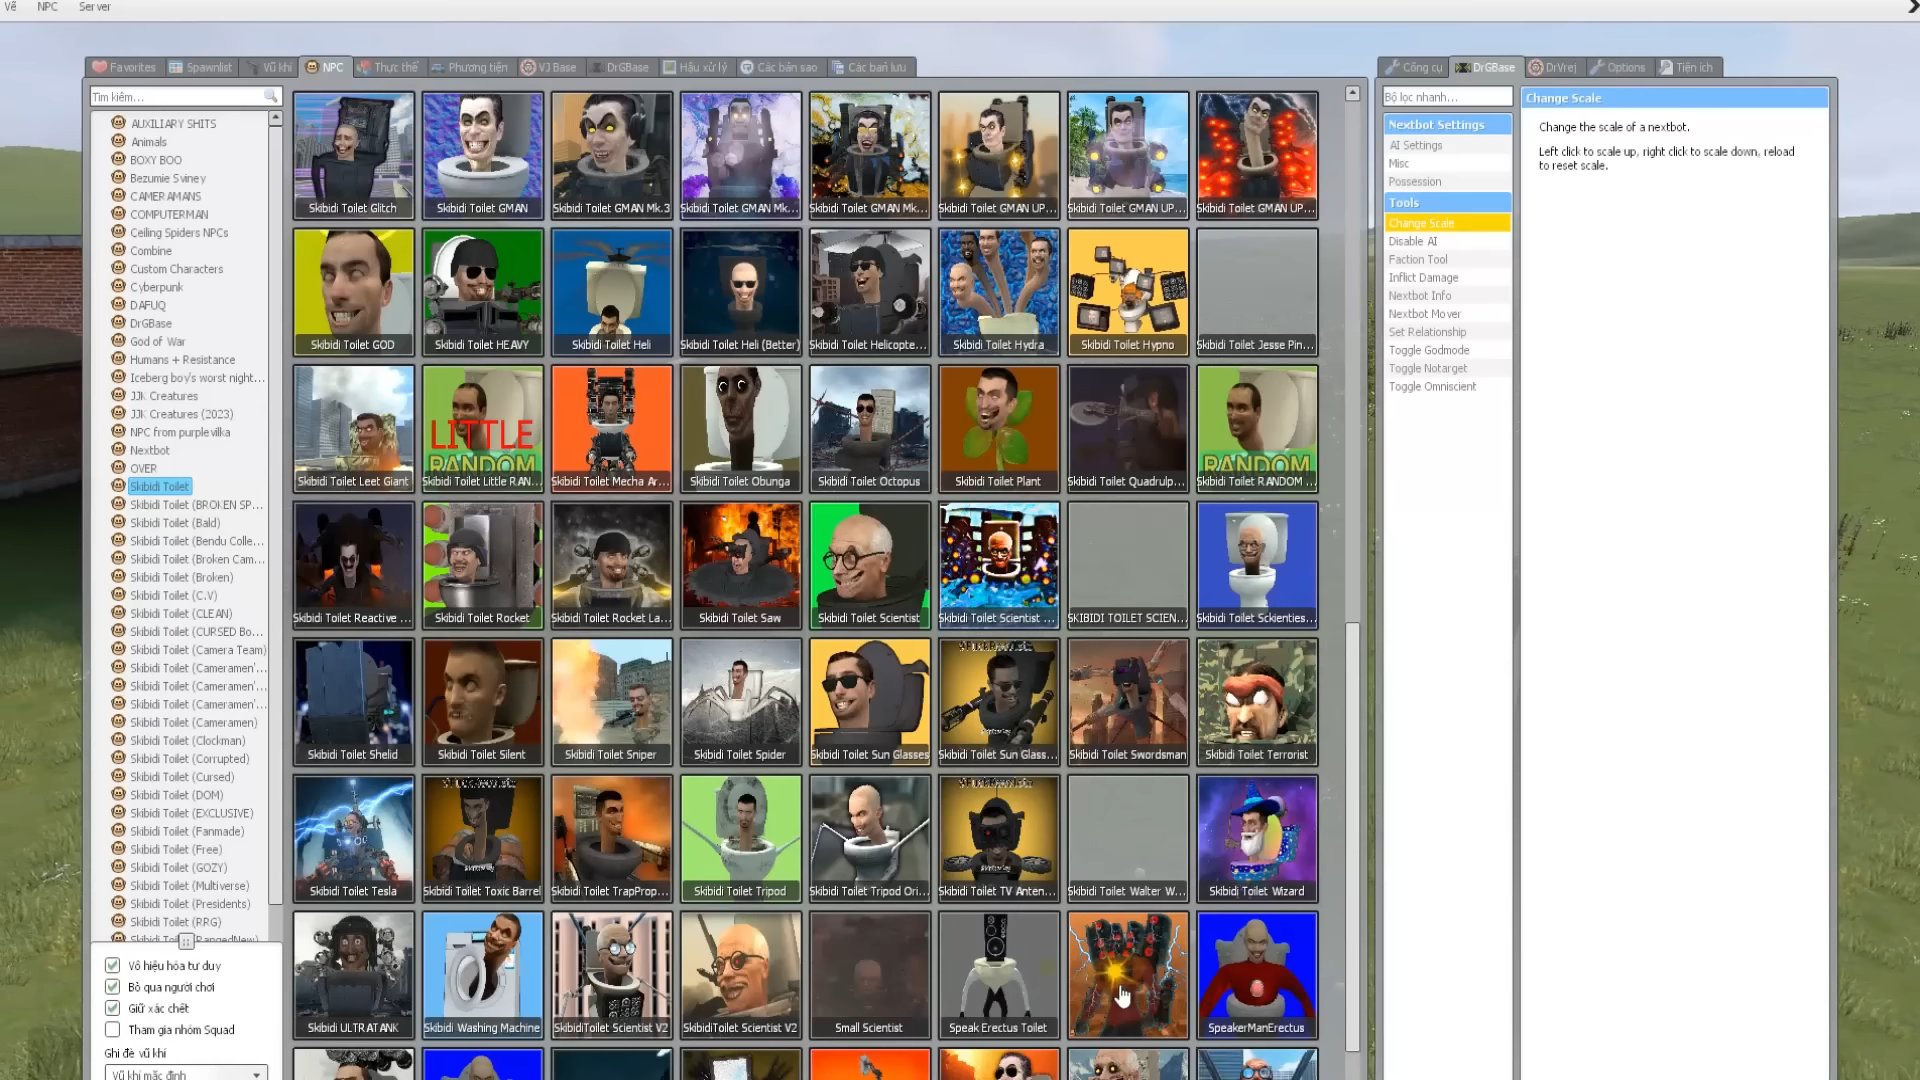 Vẽ NPC Server
Favorites Spawnlist Vũ khí NPC Thực thể Phương tiện VJ Base DrGBase Hậu xử lý Các bản sao Các bản lưu
Tìm kiếm...
AUXILIARY SHITS
Animals
BOXY BOO
Bezumie Sviney
CAMERAMANS
COMPUTERMAN
Ceiling Spiders NPCs
Combine
Custom Characters
Cyberpunk
DAFUQ
DrGBase
God of War
Humans + Resistance
Iceberg boy's worst night...
JJK Creatures
JJK Creatures (2023)
NPC from purplevilka
Nextbot
OVER
Skibidi Toilet
Skibidi Toilet (BROKEN SP...
Skibidi Toilet (Bald)
Skibidi Toilet (Bendu Colle...
Skibidi Toilet (Broken Cam...
Skibidi Toilet (Broken)
Skibidi Toilet (C.V)
Skibidi Toilet (CLEAN)
Skibidi Toilet (CURSED Bo...
Skibidi Toilet (Camera Team)
Skibidi Toilet (Cameramen'...
Skibidi Toilet (Cameramen'...
Skibidi Toilet (Cameramen'...
Skibidi Toilet (Cameramen)
Skibidi Toilet (Clockman)
Skibidi Toilet (Corrupted)
Skibidi Toilet (Cursed)
Skibidi Toilet (DOM)
Skibidi Toilet (EXCLUSIVE)
Skibidi Toilet (Fanmade)
Skibidi Toilet (Free)
Skibidi Toilet (GOZY)
Skibidi Toilet (Multiverse)
Skibidi Toilet (Presidents)
Skibidi Toilet (RRG)
Vô hiệu hóa tư duy
Bỏ qua người chơi
Giữ xác chết
Tham gia nhóm Squad
Ghi đè vũ khí
Vũ khí mặc định
Skibidi Toilet Glitch Skibidi Toilet GMAN Skibidi Toilet GMAN Mk.3 Skibidi Toilet GMAN Mk... Skibidi Toilet GMAN Mk... Skibidi Toilet GMAN UP... Skibidi Toilet GMAN UP... Skibidi Toilet GMAN UP...
Skibidi Toilet GOD Skibidi Toilet HEAVY Skibidi Toilet Heli Skibidi Toilet Heli (Better) Skibidi Toilet Helicopte... Skibidi Toilet Hydra Skibidi Toilet Hypno Skibidi Toilet Jesse Pin...
LITTLE
RANDOM RANDOM
Skibidi Toilet Leet Giant Skibidi Toilet Little RAN... Skibidi Toilet Mecha Ar... Skibidi Toilet Obunga Skibidi Toilet Octopus Skibidi Toilet Plant Skibidi Toilet Quadrulp... Skibidi Toilet RANDOM ...
Skibidi Toilet Reactive ... Skibidi Toilet Rocket Skibidi Toilet Rocket La... Skibidi Toilet Saw Skibidi Toilet Scientist Skibidi Toilet Scientist ... SKIBIDI TOILET SCIEN... Skibidi Toilet Sckienties...
Skibidi Toilet Shelid Skibidi Toilet Silent Skibidi Toilet Sniper Skibidi Toilet Spider Skibidi Toilet Sun Glasses Skibidi Toilet Sun Glass... Skibidi Toilet Swordsman Skibidi Toilet Terrorist
Skibidi Toilet Tesla Skibidi Toilet Toxic Barrel Skibidi Toilet TrapProp... Skibidi Toilet Tripod Skibidi Toilet Tripod Ori... Skibidi Toilet TV Anten... Skibidi Toilet Walter W... Skibidi Toilet Wizard
Skibidi ULTRATANK Skibidi Washing Machine SkibidiToilet Scientist V2 SkibidiToilet Scientist V2 Small Scientist Speak Erectus Toilet SpeakerManErectus
Công cụ DrGBase DrVrej Options Tiện ích
Bộ lọc nhanh...
Nextbot Settings
AI Settings
Misc
Possession
Tools
Change Scale
Disable AI
Faction Tool
Inflict Damage
Nextbot Info
Nextbot Mover
Set Relationship
Toggle Godmode
Toggle Notarget
Toggle Omniscient
Change Scale
Change the scale of a nextbot.
Left click to scale up, right click to scale down, reload
to reset scale.